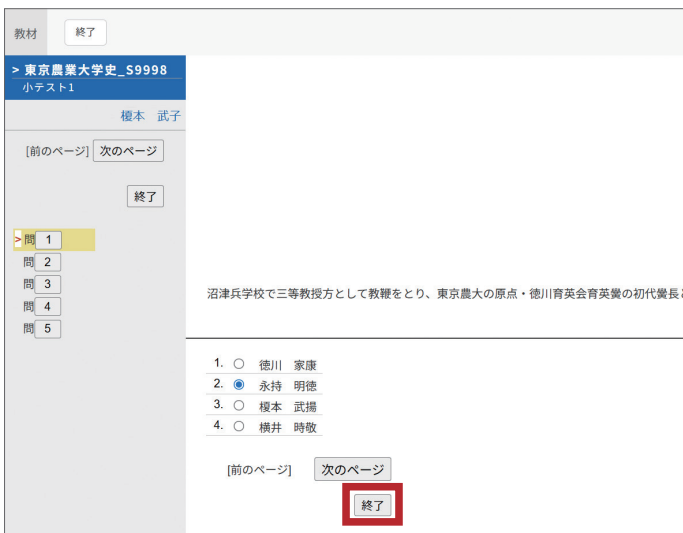 教材 終了
> 東京農業大学史_S9998
小テスト1
榎本 武子
[前のページ] 次のページ
終了
>問 1
問 2
問 3
問 4
問 5
沼津兵学校で三等教授方として教鞭をとり、東京農大の原点・徳川育英会育英黌の初代黌長
1. 徳川 家康
2. 永持 明徳
3. 榎本 武揚
4. 横井 時敬
[前のページ] 次のページ
終了